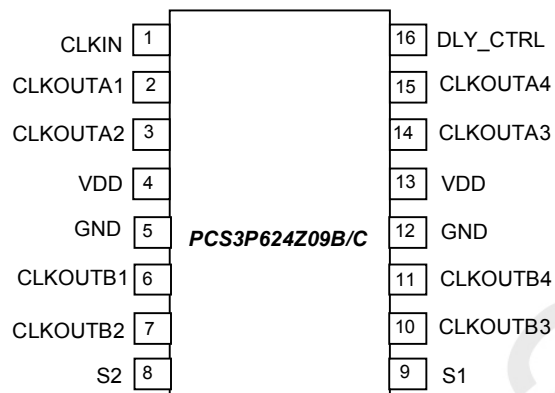 CLKIN 1 16 DLY_CTRL
CLKOUTA1 2 15 CLKOUTA4
CLKOUTA2 3 14 CLKOUTA3
VDD 4 13 VDD
GND 5 PCS3P624Z09B/C 12 GND
CLKOUTB1 6 11 CLKOUTB4
CLKOUTB2 7 10 CLKOUTB3
S2 8 9 S1